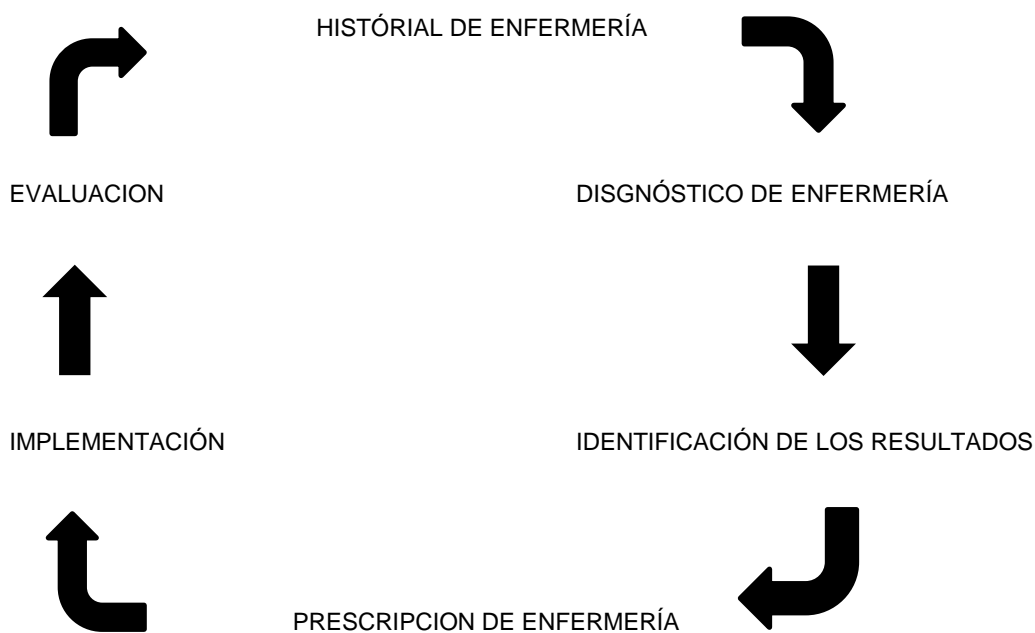 HISTÓRIAL DE ENFERMERÍA
EVALUACION
DISGNÓSTICO DE ENFERMERÍA
IMPLEMENTACIÓN
IDENTIFICACIÓN DE LOS RESULTADOS
PRESCRIPCION DE ENFERMERÍA